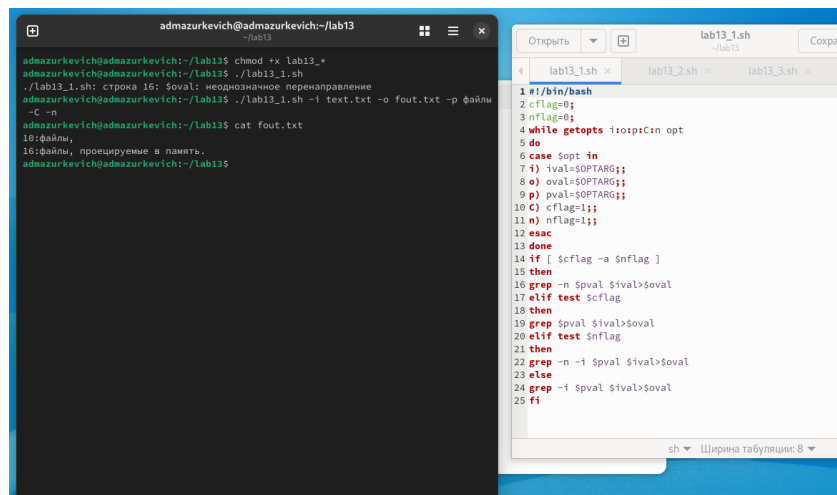 admazurkevich@admazurkevich:~/lab13
~/lab13
admazurkevich@admazurkevich:~/lab13$ chmod +x lab13_*
admazurkevich@admazurkevich:~/lab13$ ./lab13_1.sh
./lab13_1.sh: строка 16: $oval: неоднозначное перенаправление
admazurkevich@admazurkevich:~/lab13$ ./lab13_1.sh -i text.txt -o fout.txt -p файлы
-C -n
admazurkevich@admazurkevich:~/lab13$ cat fout.txt
10:файлы,
16:файлы, проецируемые в память.
admazurkevich@admazurkevich:~/lab13$
Открыть
lab13_1.sh
~/lab13
Сохра
lab13_1.sh × lab13_2.sh × lab13_3.sh ×
1 #!/bin/bash
2 cflag=0;
3 nflag=0;
4 while getopts i:o:p:C:n opt
5 do
6 case $opt in
7 i) ival=$OPTARG;;
8 o) oval=$OPTARG;;
9 p) pval=$OPTARG;;
10 C) cflag=1;;
11 n) nflag=1;;
12 esac
13 done
14 if [ $cflag -a $nflag ]
15 then
16 grep -n $pval $ival>$oval
17 elif test $cflag
18 then
19 grep $pval $ival>$oval
20 elif test $nflag
21 then
22 grep -n -i $pval $ival>$oval
23 else
24 grep -i $pval $ival>$oval
25 fi
sh Ширина табуляции: 8